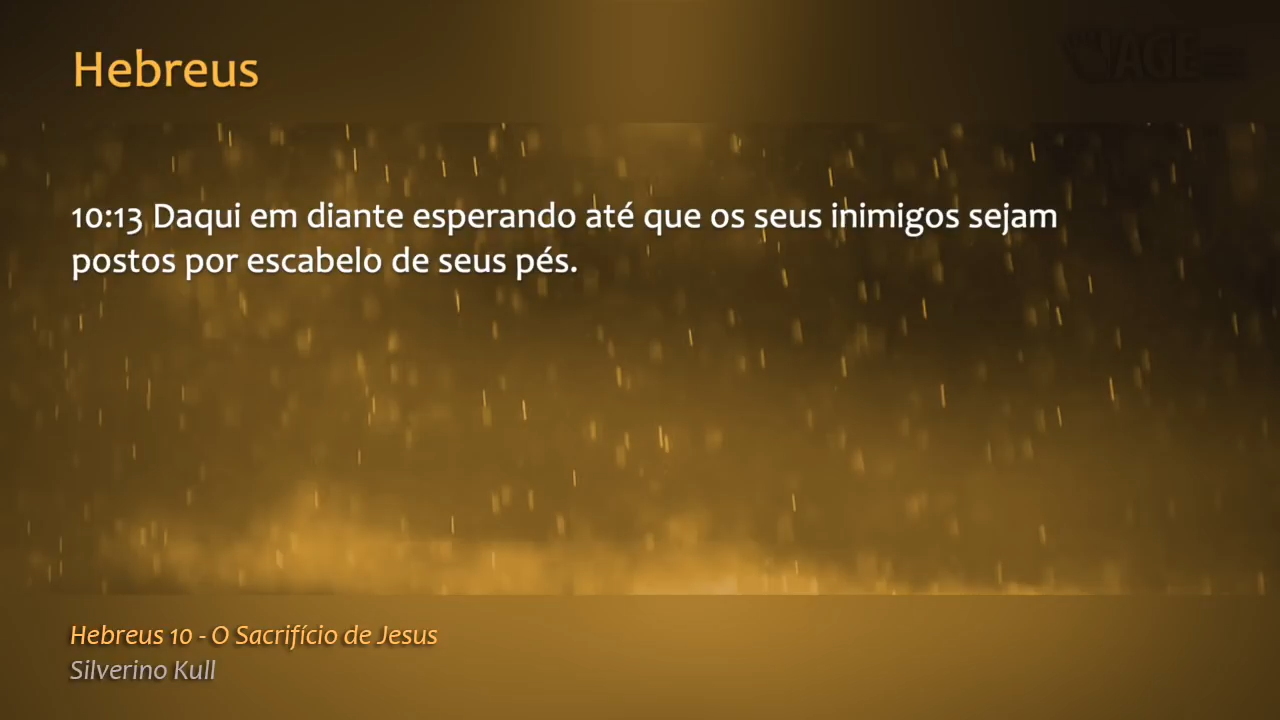 Hebreus
10:13 Daqui em diante esperando até que os seus inimigos sejam
postos por escabelo de seus pés.
Hebreus 10 - O Sacrifício de Jesus
Silverino Kull